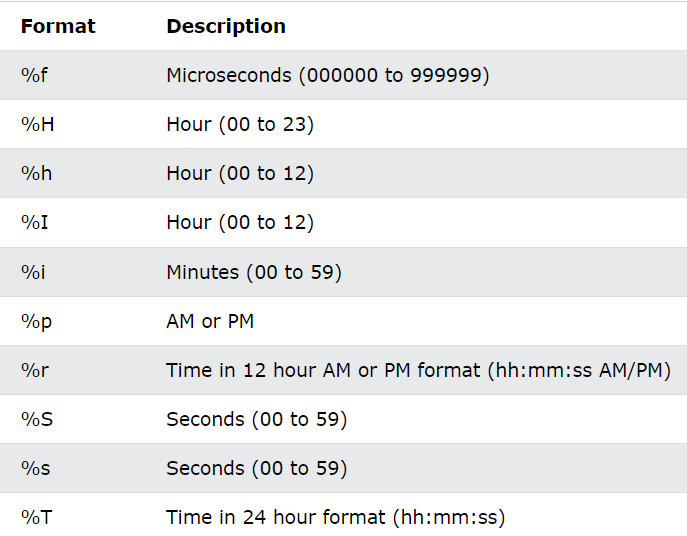 Format Description
%f Microseconds (000000 to 999999)
%H Hour (00 to 23)
%h Hour (00 to 12)
%I Hour (00 to 12)
%i Minutes (00 to 59)
%p AM or PM
%r Time in 12 hour AM or PM format (hh:mm:ss AM/PM)
%S Seconds (00 to 59)
%s Seconds (00 to 59)
%T Time in 24 hour format (hh:mm:ss)